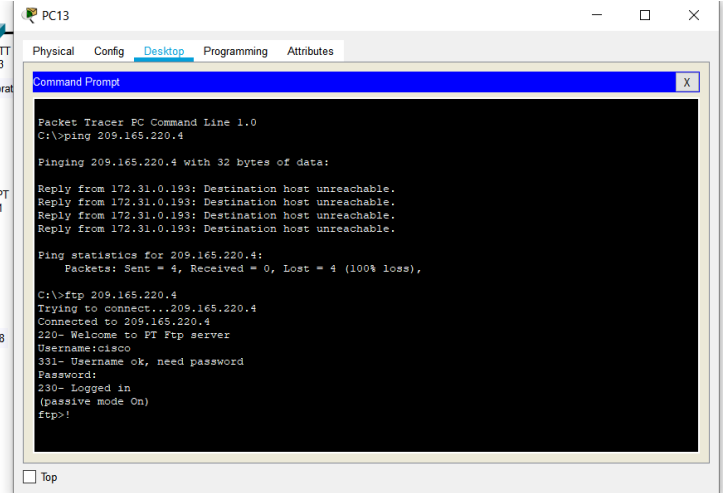 PC13
Physical Config Desktop Programming Attributes
Command Prompt X
Packet Tracer PC Command Line 1.0
C:\>ping 209.165.220.4
Pinging 209.165.220.4 with 32 bytes of data:
Reply from 172.31.0.193: Destination host unreachable.
Reply from 172.31.0.193: Destination host unreachable.
Reply from 172.31.0.193: Destination host unreachable.
Reply from 172.31.0.193: Destination host unreachable.
Ping statistics for 209.165.220.4:
Packets: Sent = 4, Received = 0, Lost = 4 (100% loss),
C:\>ftp 209.165.220.4
Trying to connect...209.165.220.4
Connected to 209.165.220.4
220- Welcome to PT Ftp server
Username:cisco
331- Username ok, need password
Password:
230- Logged in
(passive mode On)
ftp>!
Top